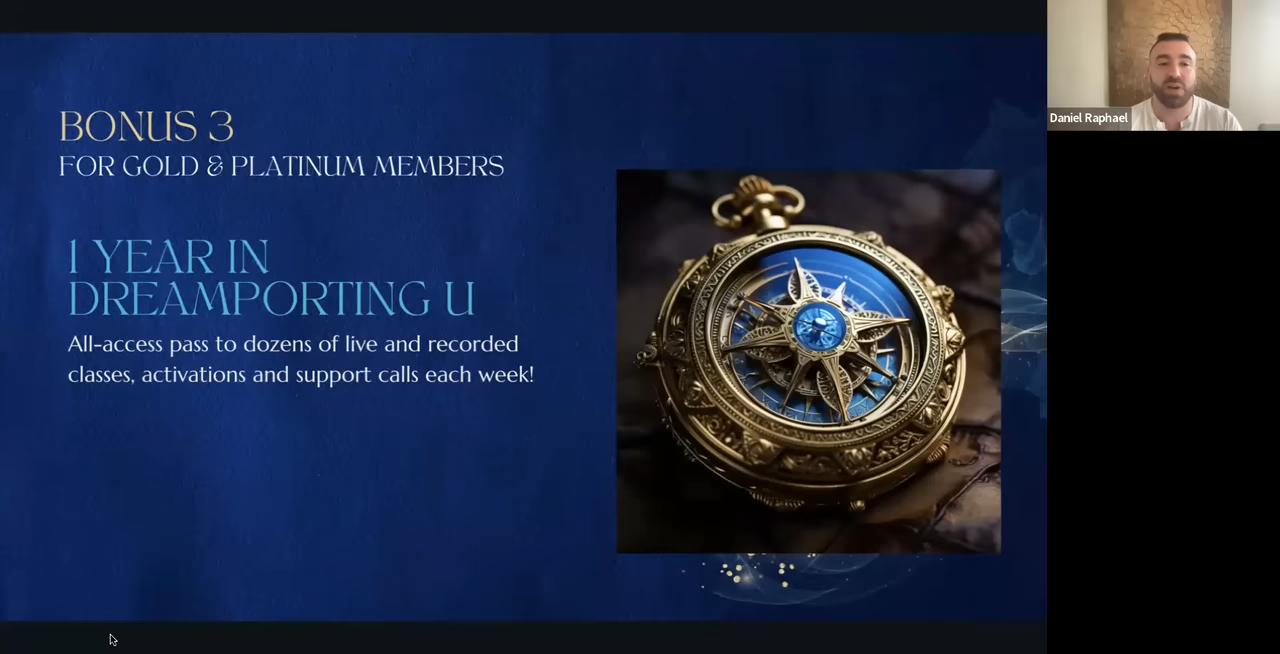 BONUS 3
FOR GOLD & PLATINUM MEMBERS
1 YEAR IN
DREAMPORTING U
All-access pass to dozens of live and recorded
classes, activations and support calls each week!
Daniel Raphael